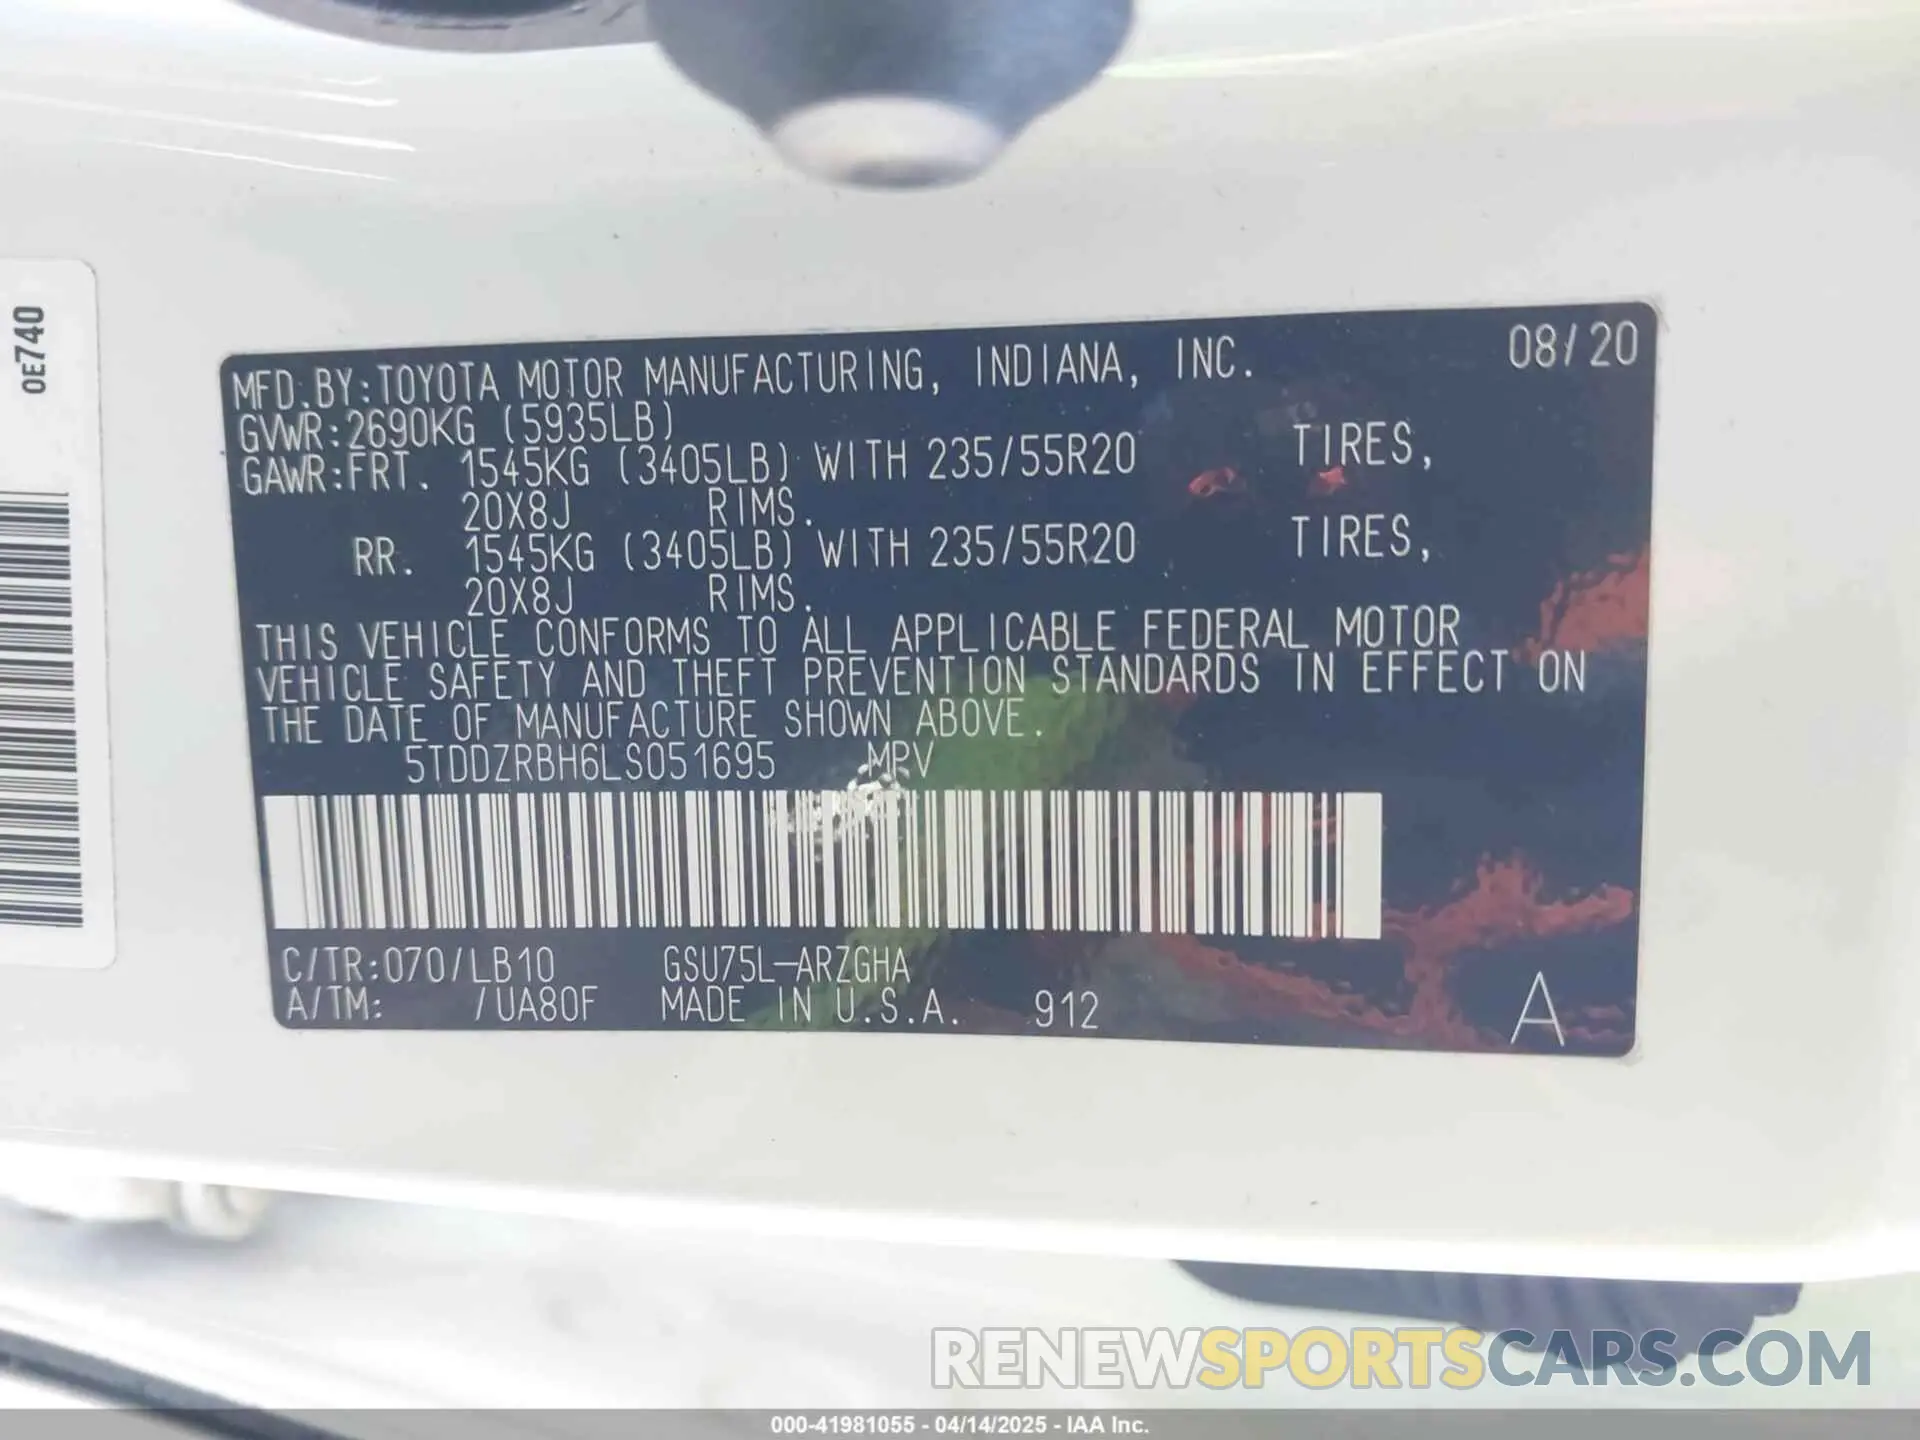 0E740
08/20
MFD.BY:TOYOTA MOTOR MANUFACTURING, INDIANA, INC.
GVWR:2690KG (5935LB)
GAWR:FRT. 1545KG (3405LB) WITH 235/55R20 TIRES,
20X8J RIMS.
RR. 1545KG (3405LB) WITH 235/55R20 TIRES,
20X8J RIMS.
THIS VEHICLE CONFORMS TO ALL APPLICABLE FEDERAL MOTOR
VEHICLE SAFETY AND THEFT PREVENTION STANDARDS IN EFFECT ON
THE DATE OF MANUFACTURE SHOWN ABOVE.
5TDDZRBH6LS051695 MPV
C/TR:070/LB10 GSU75L-ARZGHA
A/TM: /UA80F MADE IN U.S.A. 912 A
RENEWSPORTSCARS.COM
000-41981055 - 04/14/2025 - IAA Inc.